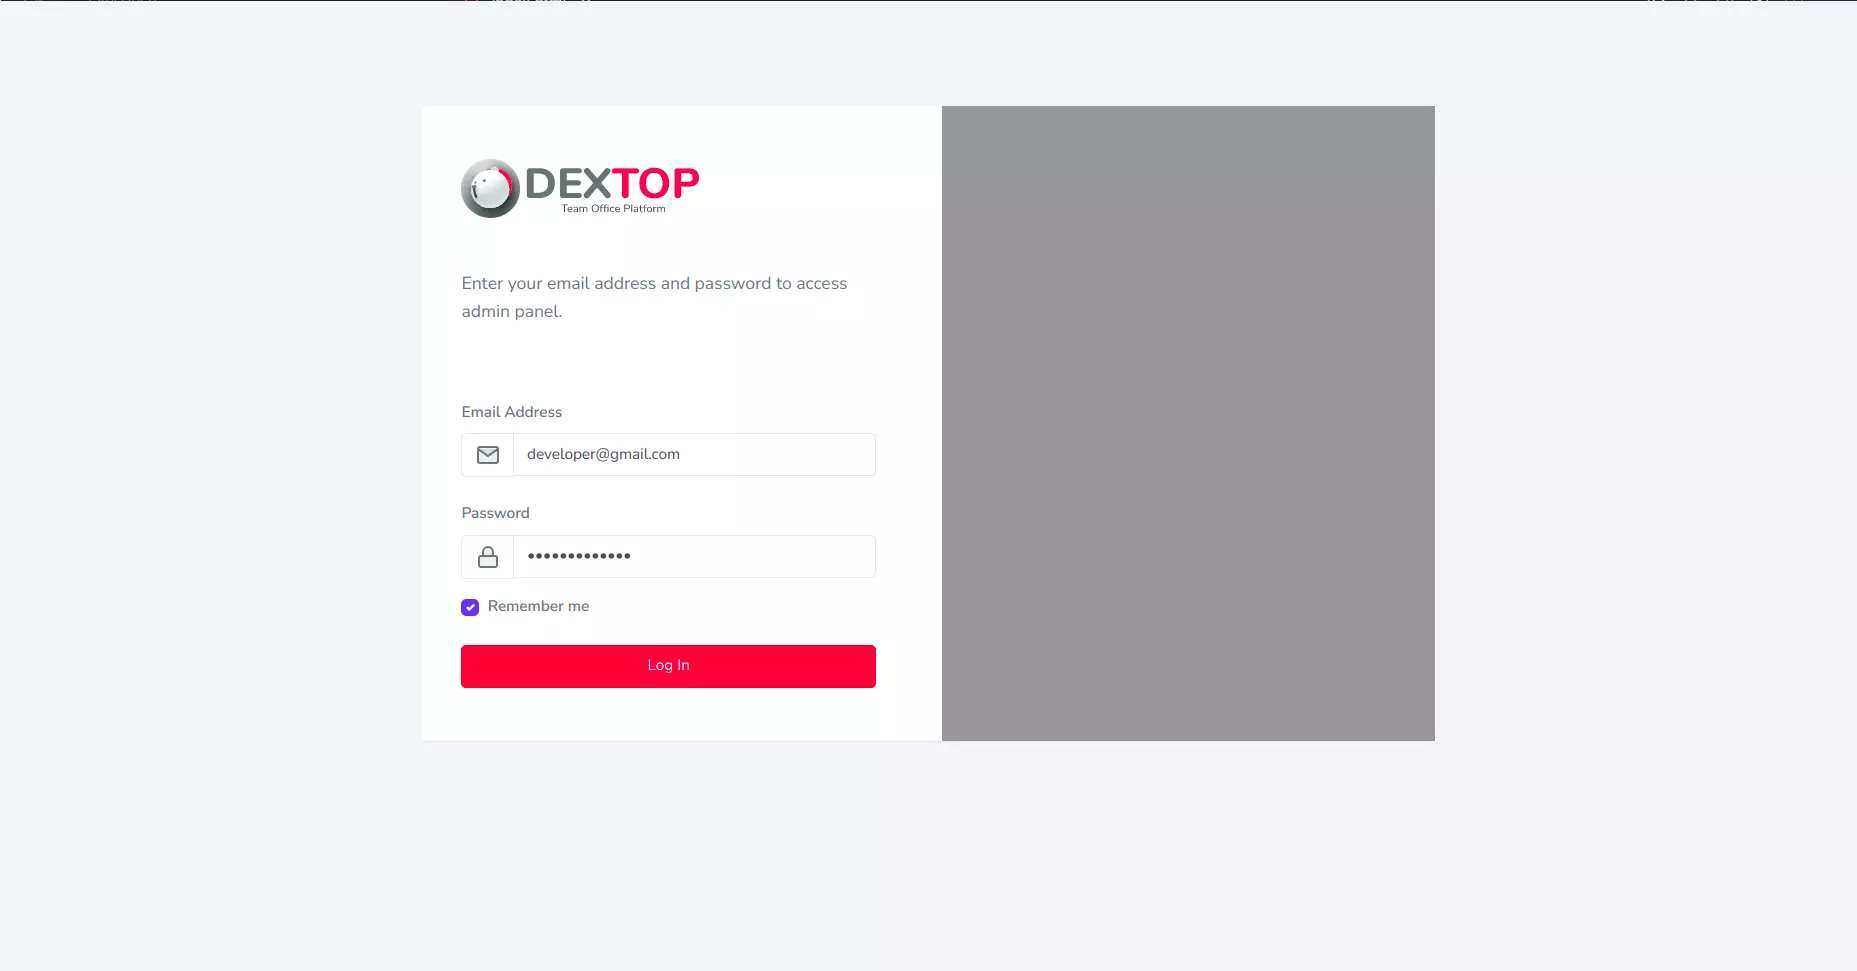 DEXTOP
Team Office Platform
Enter your email address and password to access
admin panel.
Email Address
developer@gmail.com
Password
•••••••••••••
Remember me
Log In